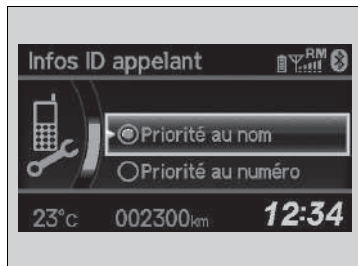 Infos ID appelant
RM
Priorité au nom
Priorité au numéro
23°c 002300km 12:34